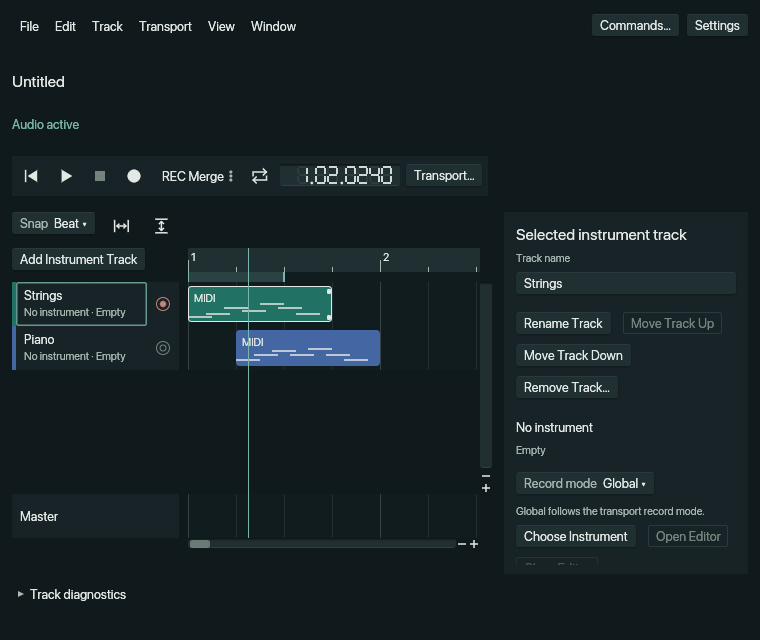 File Edit Track Transport View Window Commands... Settings
Untitled
Audio active
REC Merge 1.02.0240 Transport...
Snap Beat
Add Instrument Track
1 2
Strings
No instrument · Empty
MIDI
Piano
No instrument · Empty
MIDI
Master
Selected instrument track
Track name
Strings
Rename Track Move Track Up
Move Track Down
Remove Track...
No instrument
Empty
Record mode Global
Global follows the transport record mode.
Choose Instrument Open Editor
Track diagnostics